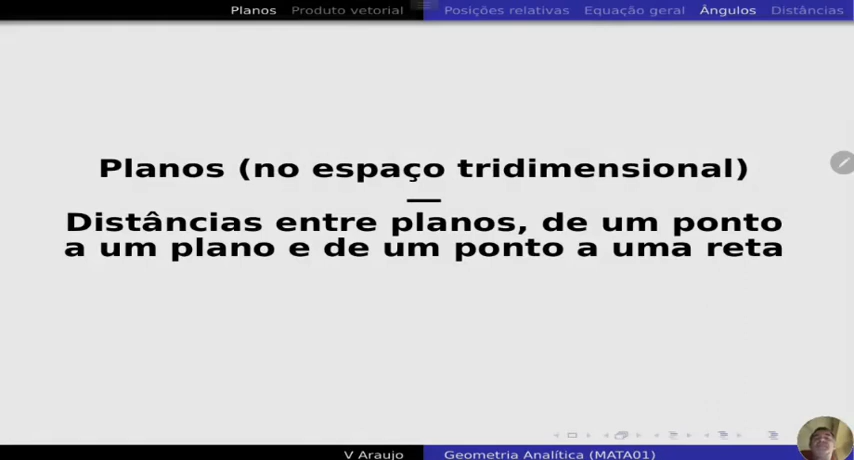 Planos Produto vetorial Posições relativas Equação geral Ângulos Distâncias
Planos (no espaço tridimensional)
—
Distâncias entre planos, de um ponto
a um plano e de um ponto a uma reta
V Araujo Geometria Analítica (MATA01)